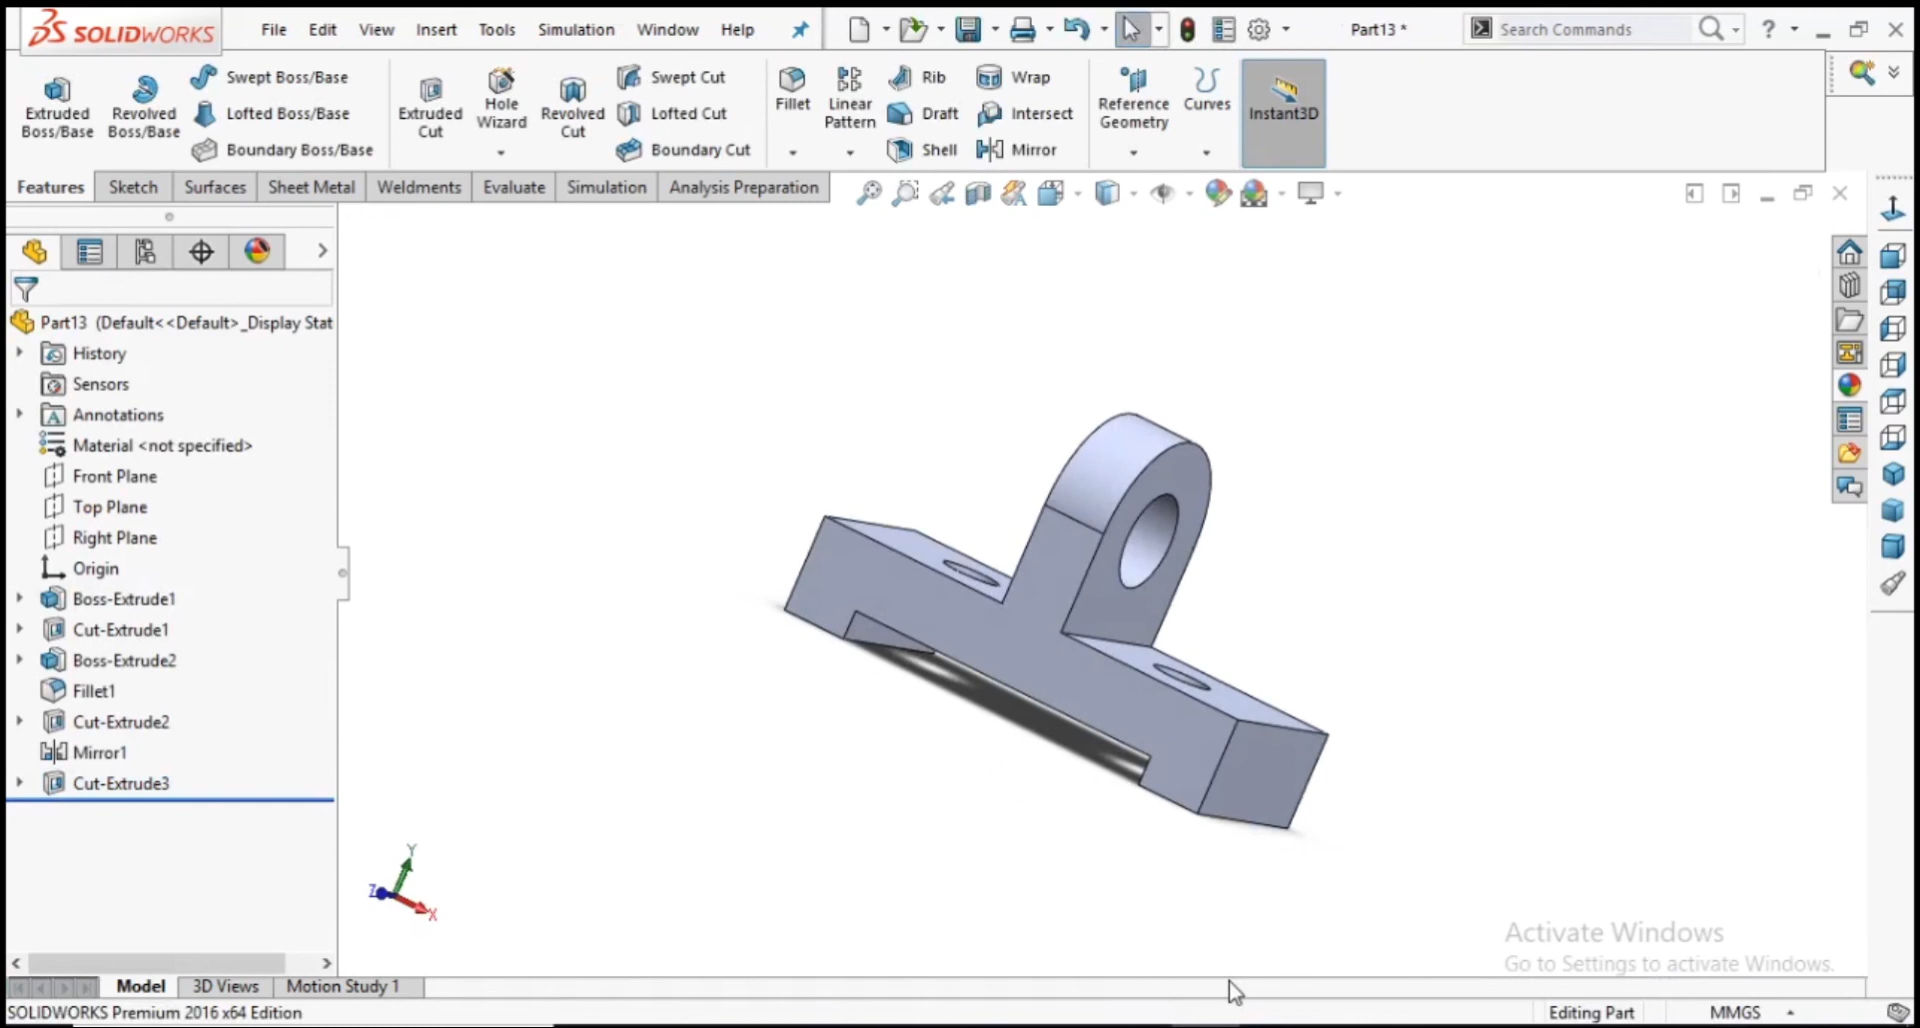 SOLIDWORKS
File Edit View Insert Tools Simulation Window Help
Part13 *
Search Commands
?
Extruded Boss/Base
Revolved Boss/Base
Swept Boss/Base
Lofted Boss/Base
Boundary Boss/Base
Extruded Cut
Hole Wizard
Revolved Cut
Swept Cut
Lofted Cut
Boundary Cut
Fillet
Linear Pattern
Rib
Draft
Shell
Wrap
Intersect
Mirror
Reference Geometry
Curves
Instant3D
Features Sketch Surfaces Sheet Metal Weldments Evaluate Simulation Analysis Preparation
Part13 (Default<<Default>_Display Stat
History
Sensors
Annotations
Material <not specified>
Front Plane
Top Plane
Right Plane
Origin
Boss-Extrude1
Cut-Extrude1
Boss-Extrude2
Fillet1
Cut-Extrude2
Mirror1
Cut-Extrude3
Y
Z
X
Activate Windows
Go to Settings to activate Windows.
Model 3D Views Motion Study 1
SOLIDWORKS Premium 2016 x64 Edition
Editing Part
MMGS